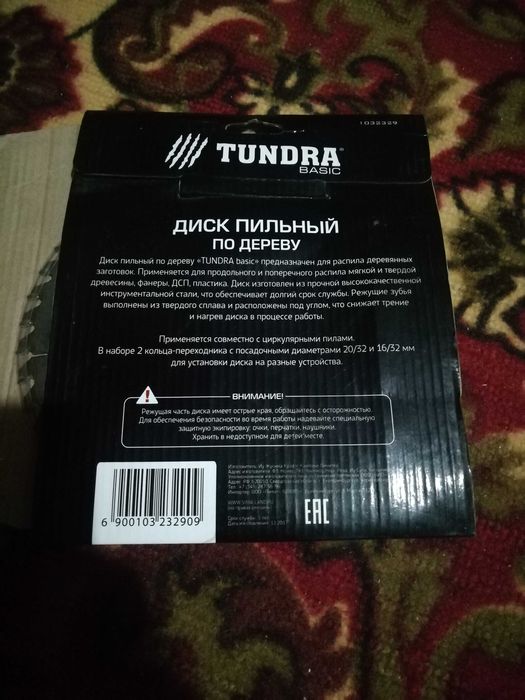 1032329
TUNDRA®
BASIC
ДИСК ПИЛЬНЫЙ
ПО ДЕРЕВУ
Диск пильный по дереву «TUNDRA basic» предназначен для распила деревянных
заготовок. Применяется для продольного и поперечного распила мягкой и твердой
древесины, фанеры, ДСП, пластика. Диск изготовлен из прочной высококачественной
инструментальной стали, что обеспечивает долгий срок службы. Режущие зубья
выполнены из твердого сплава и расположены под углом, что снижает трение
и нагрев диска в процессе работы.
Применяется совместно с циркулярными пилами.
В наборе 2 кольца-переходника с посадочными диаметрами 20/32 и 16/32 мм
для установки диска на разные устройства.
ВНИМАНИЕ!
Режущая часть диска имеет острые края, обращайтесь с осторожностью.
Для обеспечения безопасности во время работы надевайте специальную
защитную экипировку: очки, перчатки, наушники.
Хранить в недоступном для детей месте.
Изготовитель: Иу
EAC
6 900103 232909